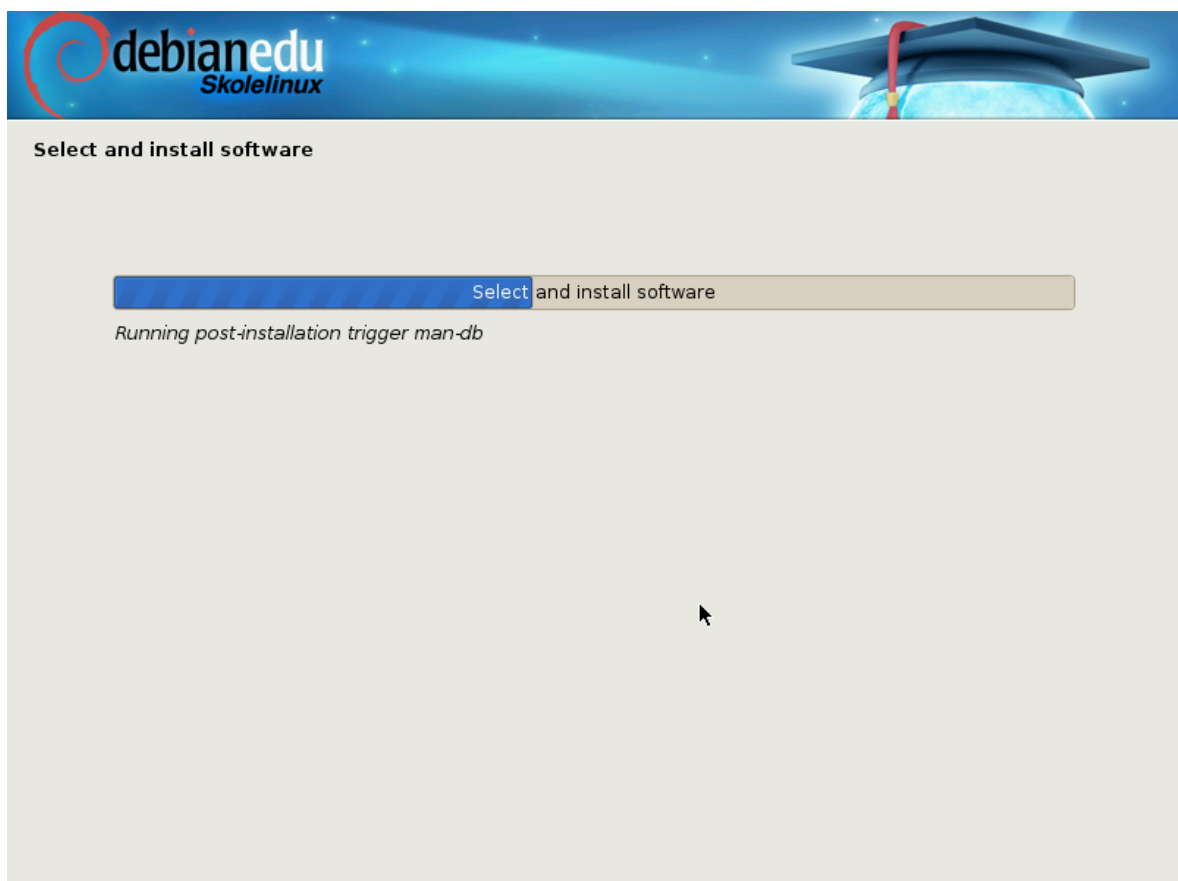 debianedu
Skolelinux
Select and install software
Select and install software
Running post-installation trigger man-db